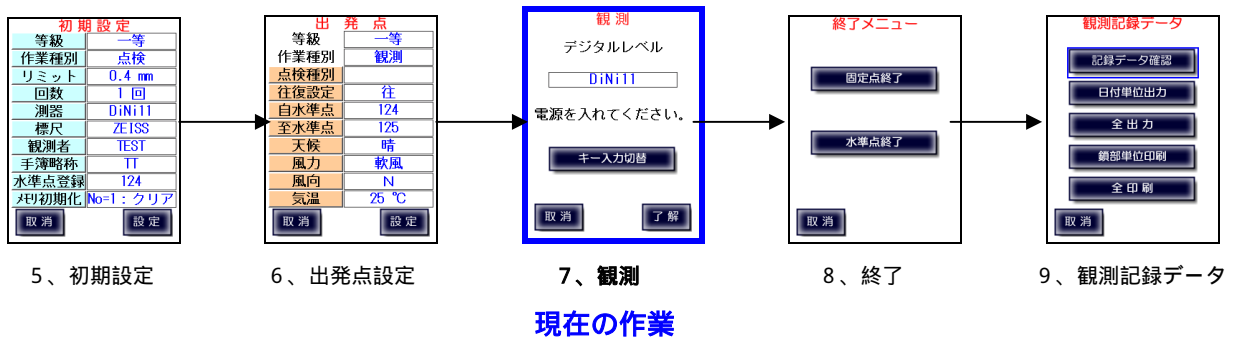 初期設定
等級 一等
作業種別 点検
リミット 0.4 mm
回数 1 回
測器 DiNi11
標尺 ZEISS
観測者 TEST
手簿略称 TT
水準点登録 124
ﾒﾓﾘ初期化 No=1：クリア
取消 設定
5、初期設定
出発点
等級 一等
作業種別 観測
点検種別
往復設定 往
自水準点 124
至水準点 125
天候 晴
風力 軟風
風向 N
気温 25 ℃
取消 設定
6、出発点設定
観測
デジタルレベル
DiNi11
電源を入れてください。
キー入力切替
取消 了解
7、観測
現在の作業
終了メニュー
固定点終了
水準点終了
取消
8、終了
観測記録データ
記録データ確認
日付単位出力
全出力
鎖部単位印刷
全印刷
取消
9、観測記録データ